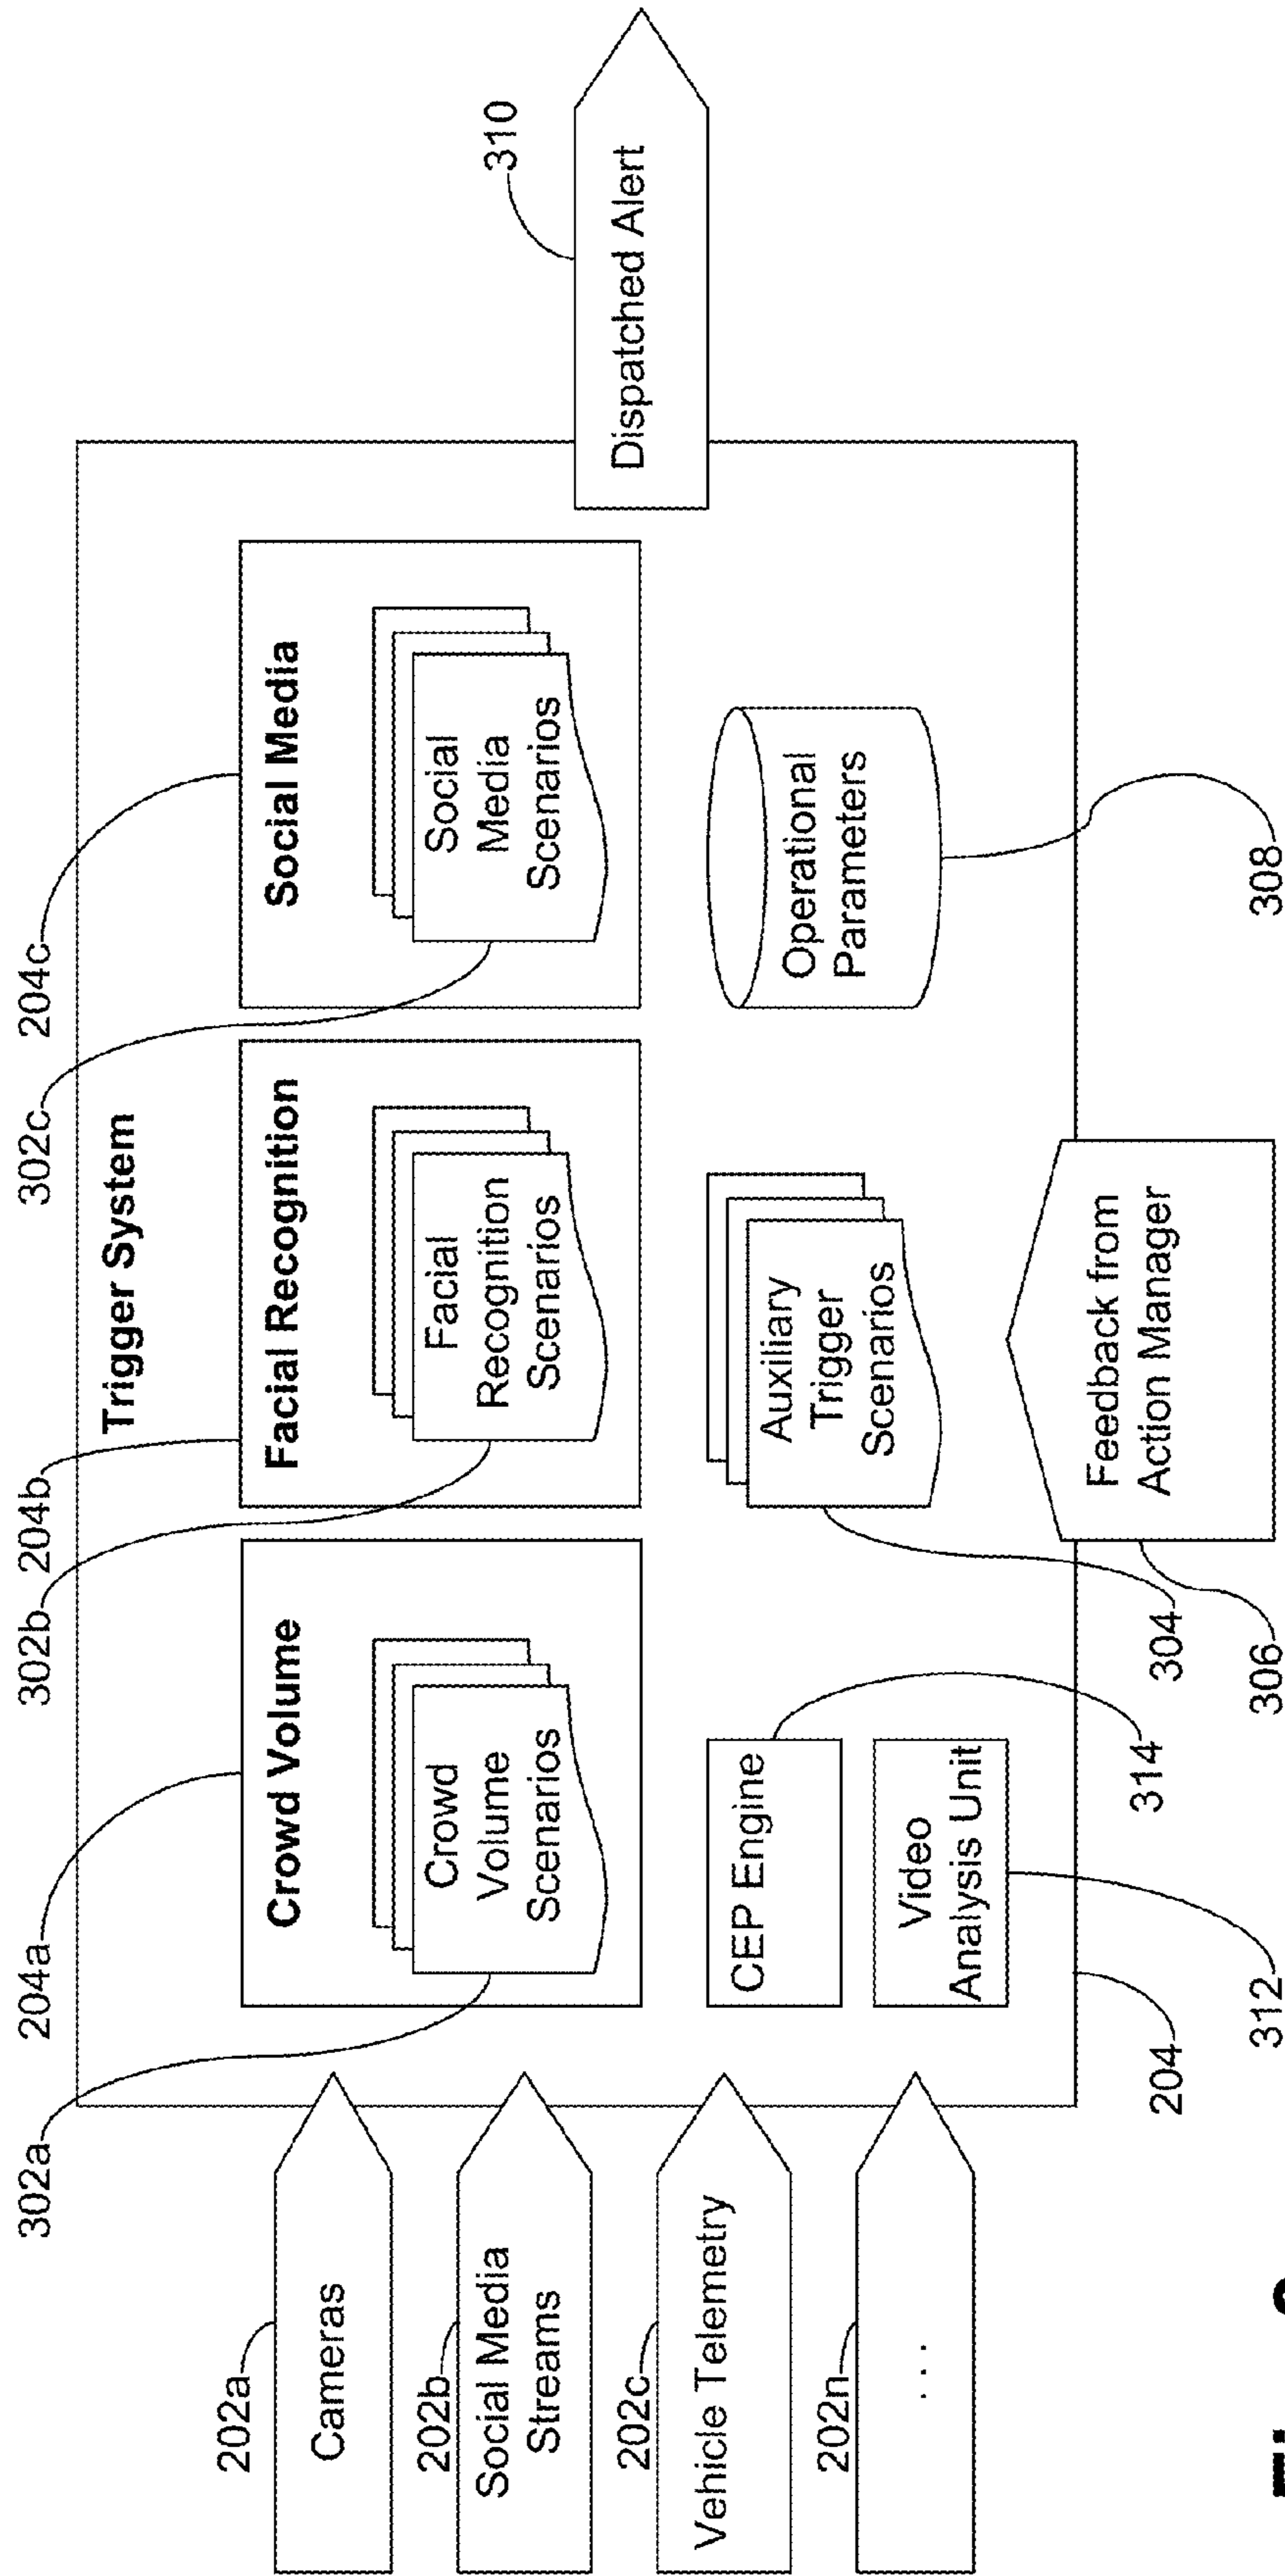 Trigger System
204a
204b
204c
302a
302b
302c
Crowd Volume
Crowd
Volume
Scenarios
Facial Recognition
Facial
Recognition
Scenarios
Social Media
Social
Media
Scenarios
202a
Cameras
202b
Social Media
Streams
202c
Vehicle Telemetry
202n
. . .
CEP Engine
Video
Analysis Unit
Auxiliary
Trigger
Scenarios
Operational
Parameters
Dispatched Alert
310
Feedback from
Action Manager
204
312
314
304
306
308